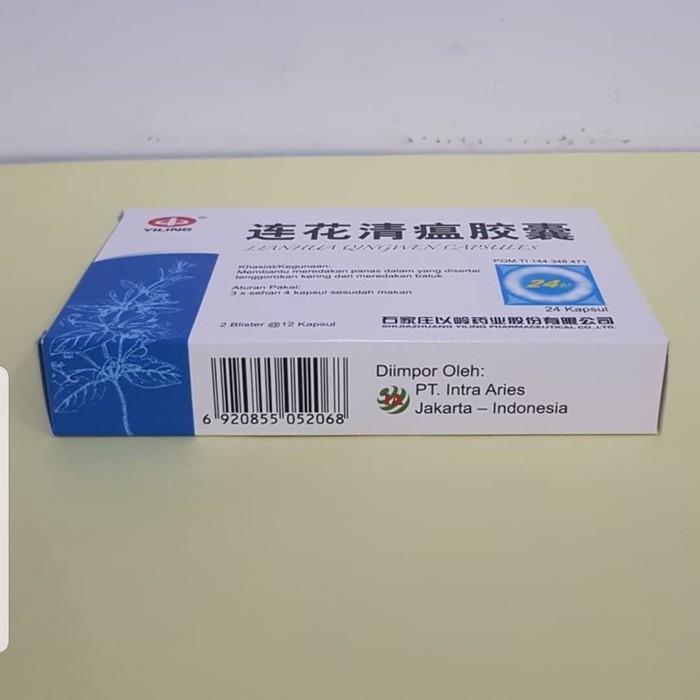 YILING
®
连花清瘟胶囊
LIANHUA QINGWEN CAPSULES
Khasiat/Kegunaan:
Membantu meredakan panas dalam yang disertai
tenggorokan kering dan meredakan batuk
Aturan Pakai:
3 x sehari 4 kapsul sesudah makan
2 Blister @12 Kapsul
POM TI 144 348 471
24粒
24 Kapsul
石家庄以岭药业股份有限公司
SHIJIAZHUANG YILING PHARMACEUTICAL CO.,LTD.
6 920855 052068
Diimpor Oleh:
PT. Intra Aries
Jakarta – Indonesia